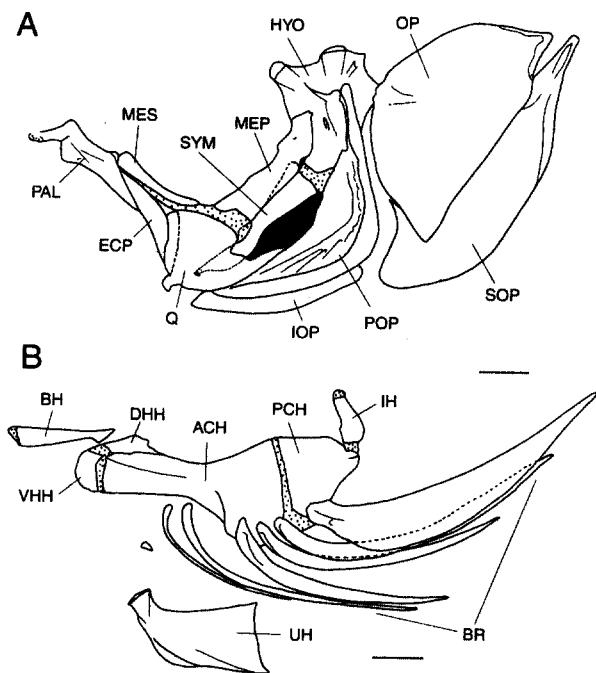 A
HYO
OP
MES
SYM
MEP
PAL
ECP
Q
IOP
POP
SOP
B
BH
DHH
ACH
PCH
IH
VHH
UH
BR